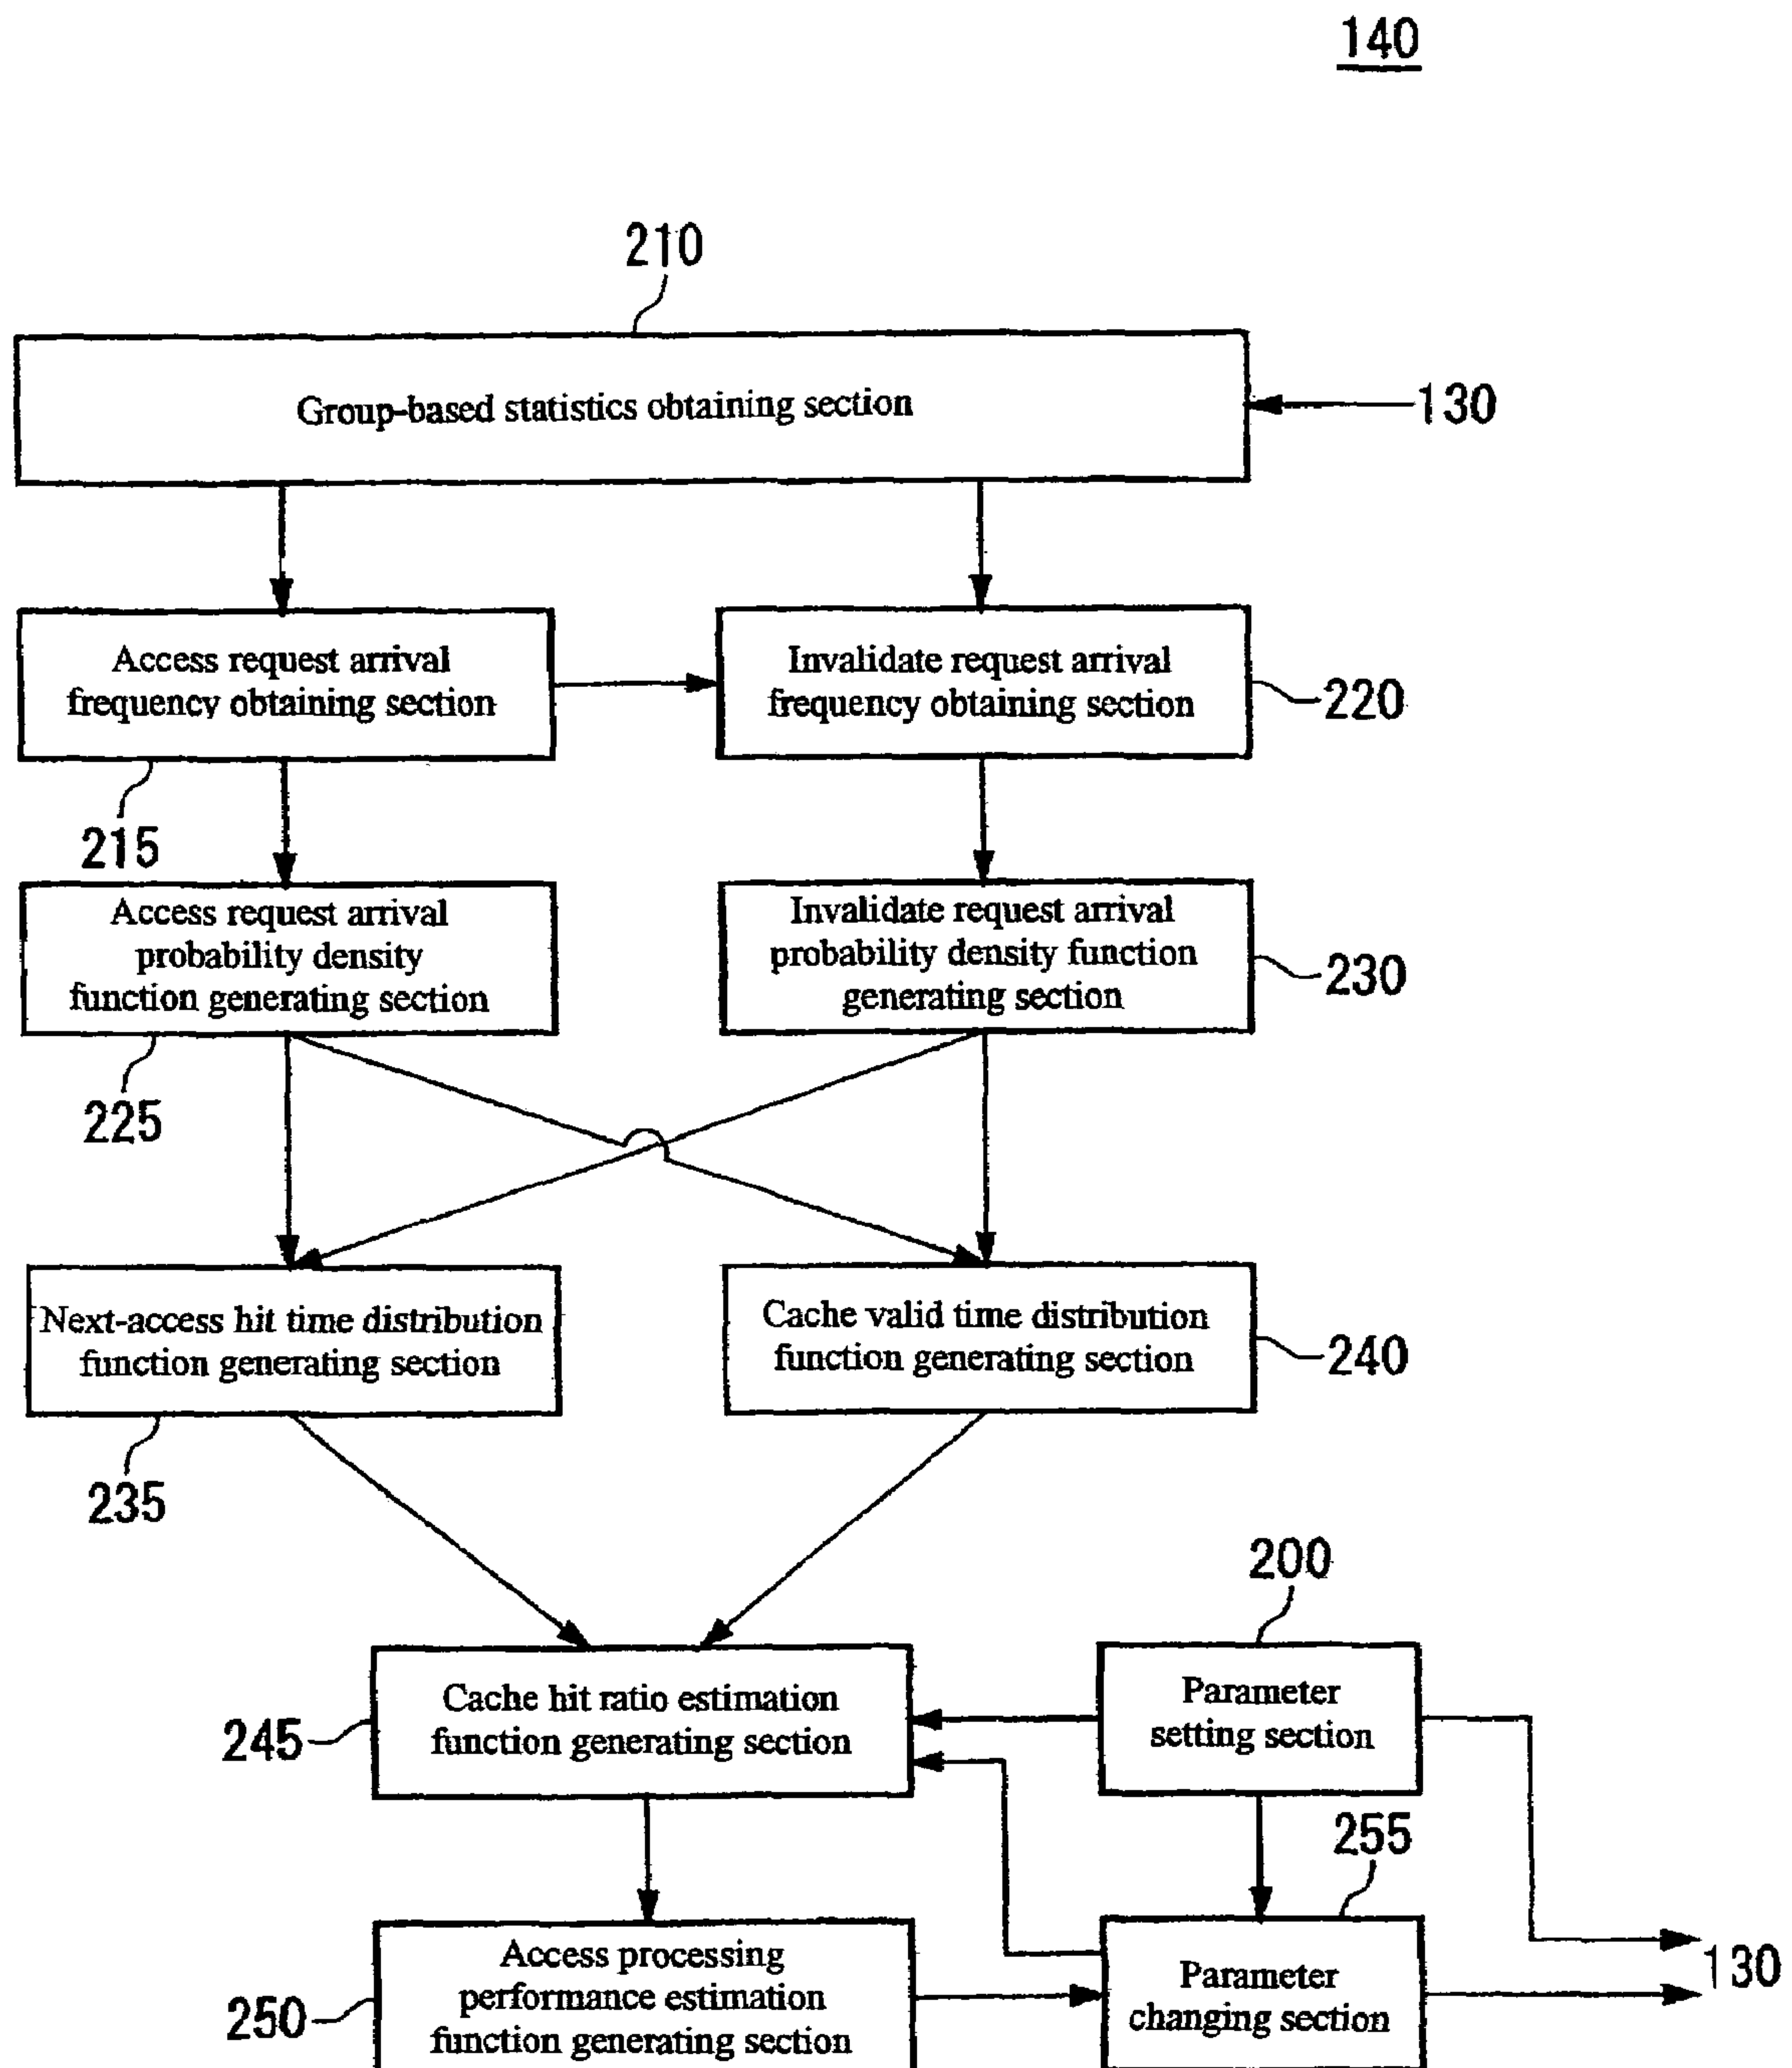 140
210
Group-based statistics obtaining section
130
Access request arrival
frequency obtaining section
Invalidate request arrival
frequency obtaining section
220
215
Access request arrival
probability density
function generating section
Invalidate request arrival
probability density function
generating section
230
225
Next-access hit time distribution
function generating section
Cache valid time distribution
function generating section
240
235
200
Cache hit ratio estimation
function generating section
245
Parameter
setting section
255
Access processing
performance estimation
function generating section
250
Parameter
changing section
130